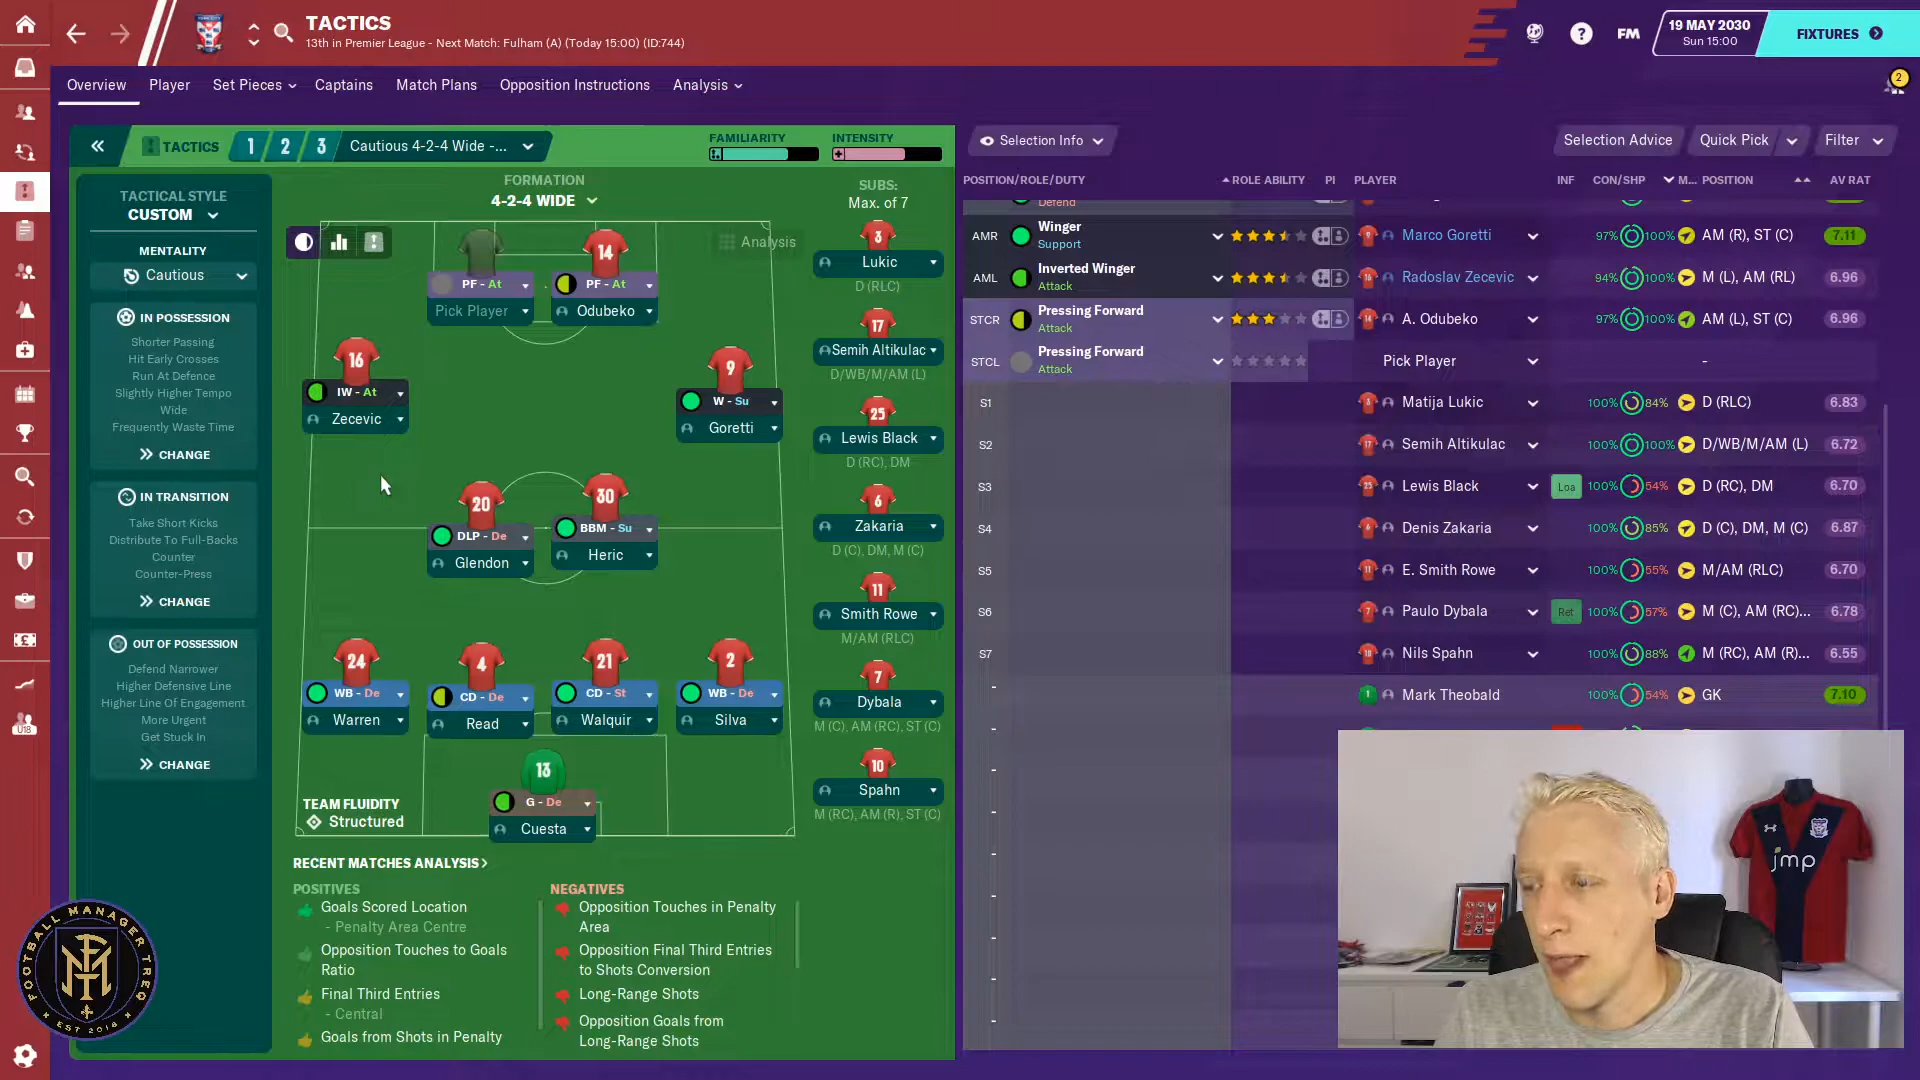 TACTICS
13th in Premier League - Next Match: Fulham (A) (Today 15:00) (ID:744)
FM
19 MAY 2030
Sun 15:00
FIXTURES
Overview
Player
Set Pieces
Captains
Match Plans
Opposition Instructions
Analysis
2
TACTICS
1
2
3
Cautious 4-2-4 Wide -...
FAMILIARITY
INTENSITY
TACTICAL STYLE
CUSTOM
MENTALITY
Cautious
IN POSSESSION
Shorter Passing
Hit Early Crosses
Run At Defence
Slightly Higher Tempo
Wide
Frequently Waste Time
CHANGE
IN TRANSITION
Take Short Kicks
Distribute To Full-Backs
Counter
Counter-Press
CHANGE
OUT OF POSSESSION
Defend Narrower
Higher Defensive Line
Higher Line Of Engagement
More Urgent
Get Stuck In
CHANGE
FORMATION
4-2-4 WIDE
Analysis
PF - At
Pick Player
14
PF - At
Odubeko
16
IW - At
Zecevic
9
W - Su
Goretti
20
DLP - De
Glendon
30
BBM - Su
Heric
24
WB - De
Warren
4
CD - De
Read
21
CD - St
Walquir
2
WB - De
Silva
13
G - De
Cuesta
TEAM FLUIDITY
Structured
SUBS:
Max. of 7
3
Lukic
D (RLC)
17
Semih Altikulac
D/WB/M/AM (L)
25
Lewis Black
D (RC), DM
6
Zakaria
D (C), DM, M (C)
11
Smith Rowe
M/AM (RLC)
7
Dybala
M (C), AM (RC), ST (C)
10
Spahn
M (RC), AM (R), ST (C)
RECENT MATCHES ANALYSIS
POSITIVES
Goals Scored Location
- Penalty Area Centre
Opposition Touches to Goals
Ratio
Final Third Entries
- Central
Goals from Shots in Penalty
NEGATIVES
Opposition Touches in Penalty
Area
Opposition Final Third Entries
to Shots Conversion
Long-Range Shots
Opposition Goals from
Long-Range Shots
Selection Info
Selection Advice
Quick Pick
Filter
POSITION/ROLE/DUTY
ROLE ABILITY
PI
PLAYER
INF
CON/SHP
M...
POSITION
AV RAT
Defend
AMR
Winger
Support
Marco Goretti
97%
100%
AM (R), ST (C)
7.11
AML
Inverted Winger
Attack
Radoslav Zecevic
94%
100%
M (L), AM (RL)
6.96
STCR
Pressing Forward
Attack
A. Odubeko
97%
100%
AM (L), ST (C)
6.96
STCL
Pressing Forward
Attack
Pick Player
-
S1
Matija Lukic
100%
84%
D (RLC)
6.83
S2
Semih Altikulac
100%
100%
D/WB/M/AM (L)
6.72
S3
Lewis Black
Loa
100%
54%
D (RC), DM
6.70
S4
Denis Zakaria
100%
85%
D (C), DM, M (C)
6.87
S5
E. Smith Rowe
100%
55%
M/AM (RLC)
6.70
S6
Paulo Dybala
Ret
100%
57%
M (C), AM (RC)...
6.78
S7
Nils Spahn
100%
88%
M (RC), AM (R)...
6.55
-
Mark Theobald
100%
54%
GK
7.10
U18
FOOTBALL MANAGER TREQ
EST 2018
jmp